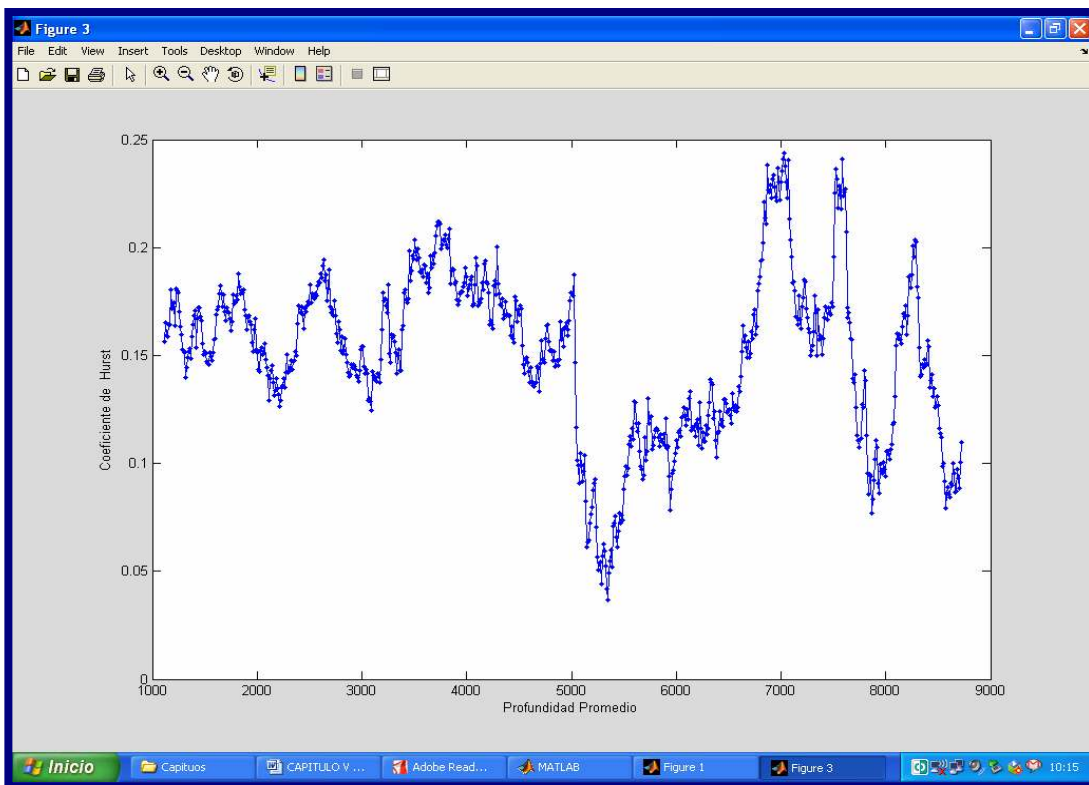 Figure 3
File Edit View Insert Tools Desktop Window Help
0.25
0.2
0.15
0.1
0.05
0
Coeficiente de Hurst
1000 2000 3000 4000 5000 6000 7000 8000 9000
Profundidad Promedio
Inicio Capituos CAPITULO V ... Adobe Read... MATLAB Figure 1 Figure 3 10:15